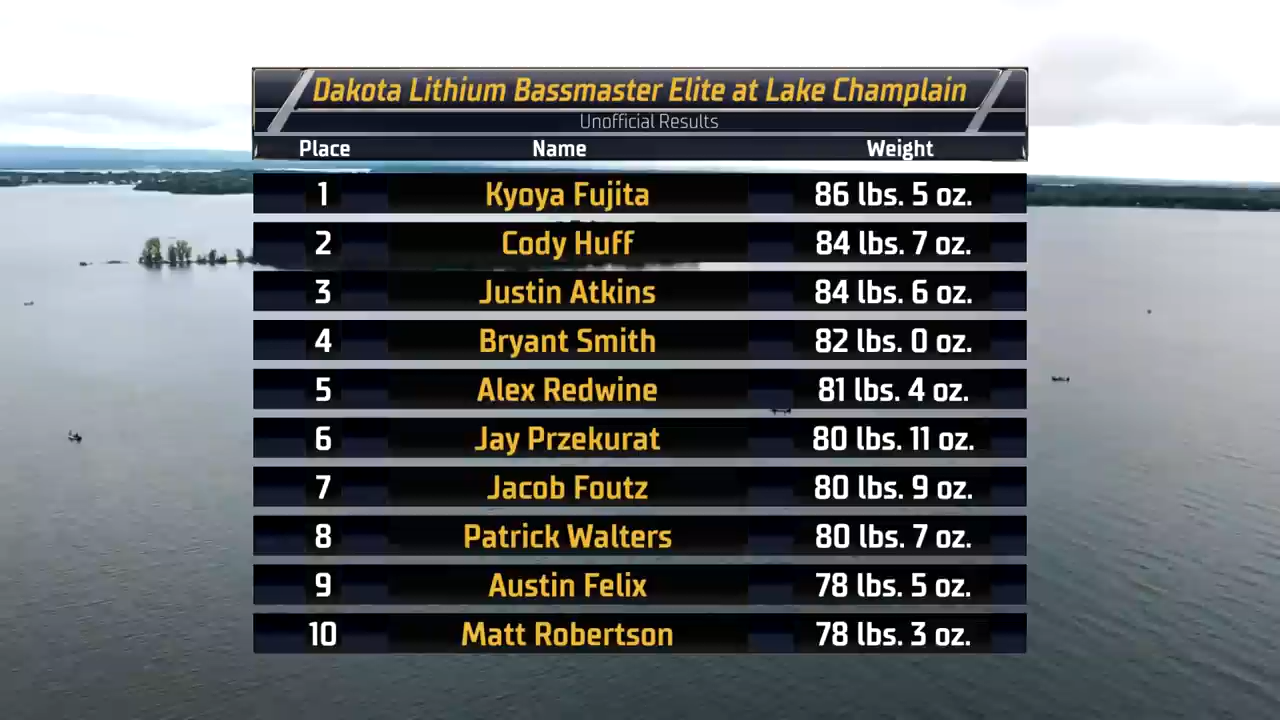 Dakota Lithium Bassmaster Elite at Lake Champlain
Unofficial Results
Place Name Weight
1 Kyoya Fujita 86 lbs. 5 oz.
2 Cody Huff 84 lbs. 7 oz.
3 Justin Atkins 84 lbs. 6 oz.
4 Bryant Smith 82 lbs. 0 oz.
5 Alex Redwine 81 lbs. 4 oz.
6 Jay Przekurat 80 lbs. 11 oz.
7 Jacob Foutz 80 lbs. 9 oz.
8 Patrick Walters 80 lbs. 7 oz.
9 Austin Felix 78 lbs. 5 oz.
10 Matt Robertson 78 lbs. 3 oz.